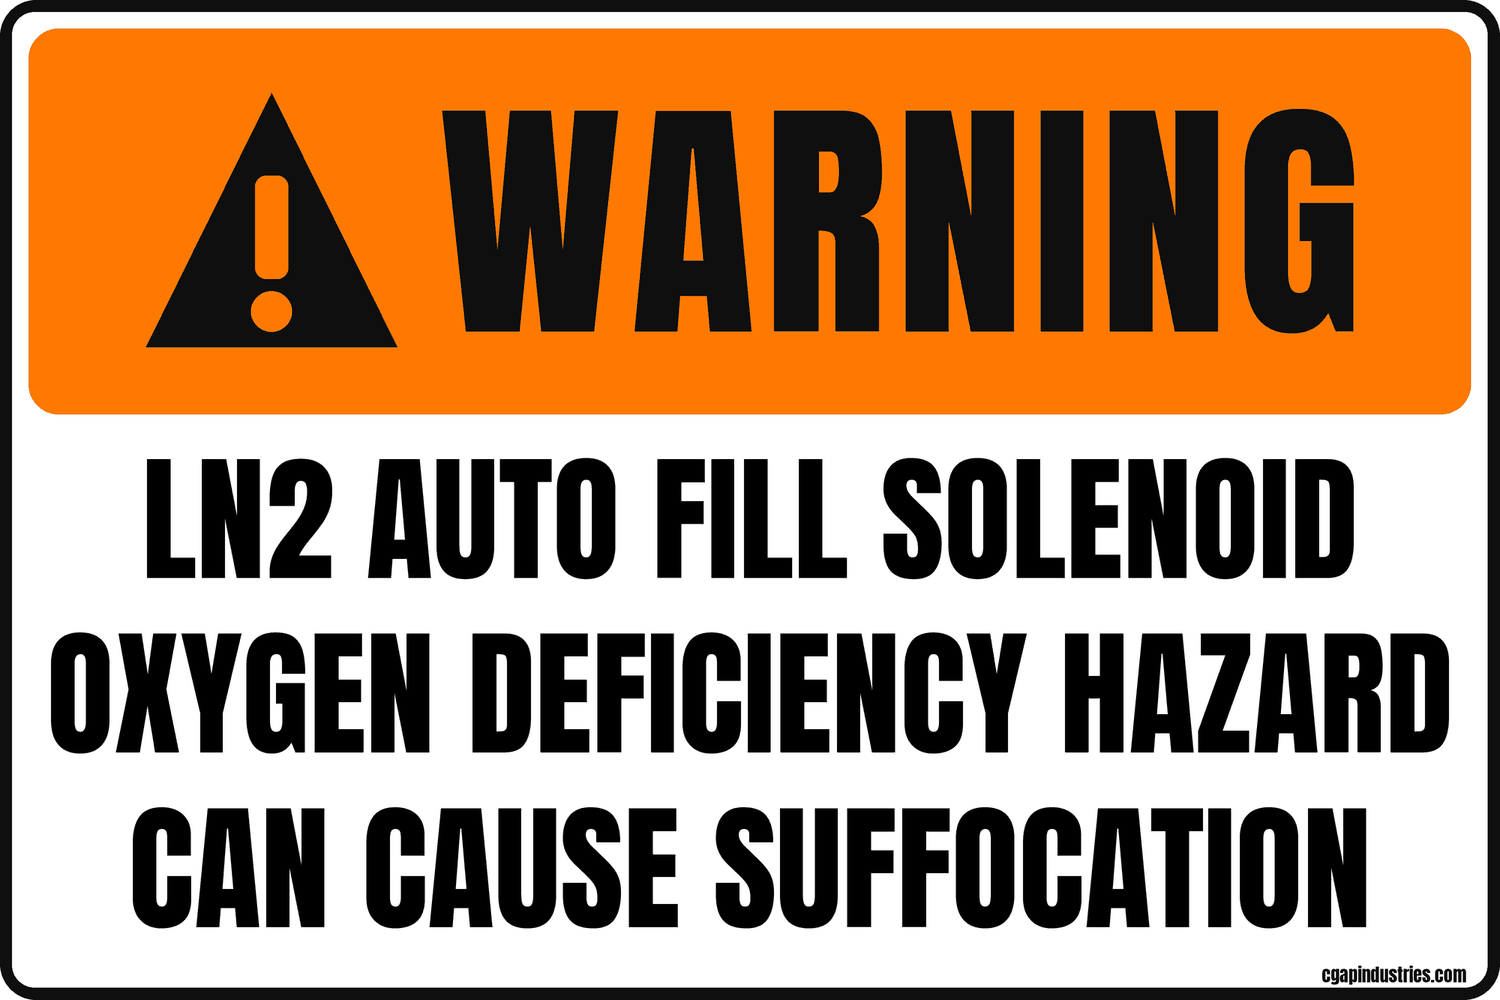 WARNING
LN2 AUTO FILL SOLENOID
OXYGEN DEFICIENCY HAZARD
CAN CAUSE SUFFOCATION
cgapindustries.com